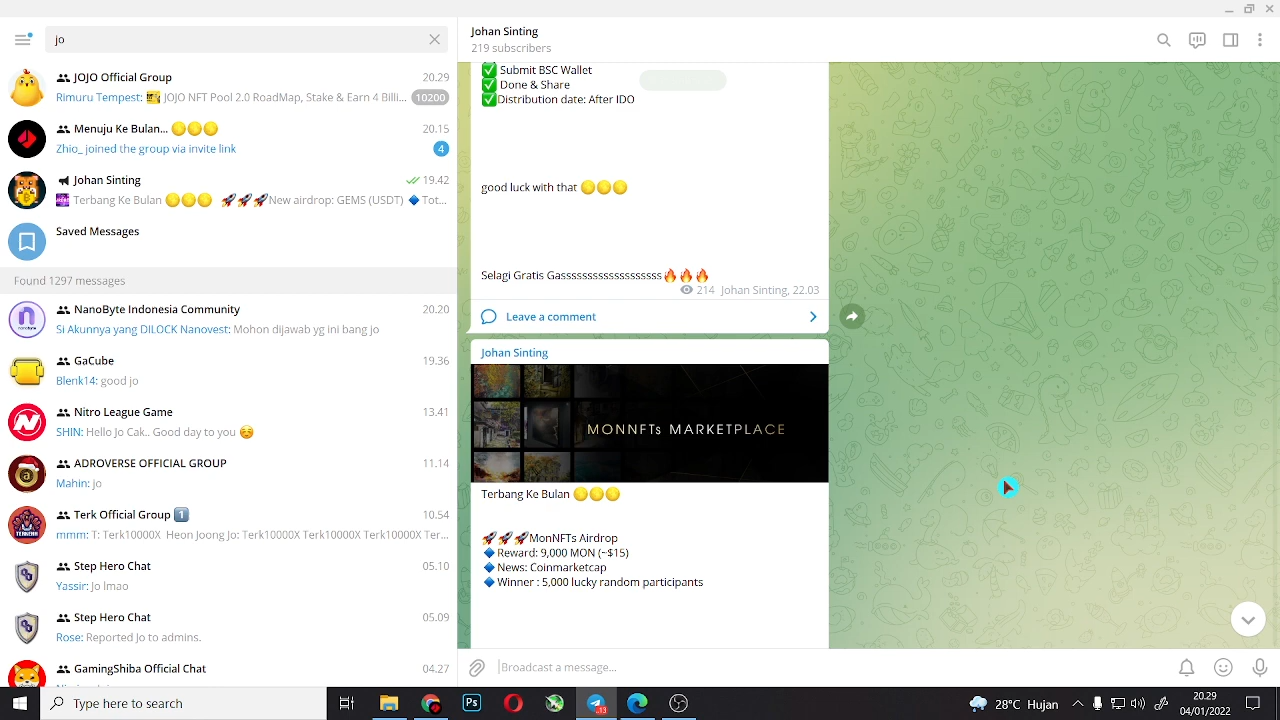 jo
JOJO Official Group 20.29
Rimuru Tempest: JOJO NFT Pool 2.0 RoadMap, Stake & Earn 4 Billi... 10200
Menuju Ke Bulan... 20.15
Zhio_ joined the group via invite link 4
Johan Sinting 19.42
Terbang Ke Bulan New airdrop: GEMS (USDT) Tot...
Saved Messages
Found 1297 messages
NanoByte Indonesia Community 20.20
Si Akunnya yang DILOCK Nanovest: Mohon dijawab yg ini bang jo
GaCube 19.36
Blenk14: good jo
Nitro League Game 13.41
SHIN: Hello Jo Cak.. Good day to you ☺️
ADROVERSE OFFICIAL GROUP 11.14
Mahin: jo
Terk Official Group 1️⃣ 10.54
mmm: T: Terk10000X Heon Joong Jo: Terk10000X Terk10000X Terk10000X Ter...
Step Hero Chat 05.10
Yassir: Jo lmao
Step Hero Chat 05.09
Rose: Reported Jo to admins.
GamingShiba Official Chat 04.27
Johan Sinting
219 subscribers
✅ Submit BSC Wallet
✅ Done & Share
✅Distribution date: After IDO
good luck with that 🌕🌕🌕
Selagi Gratis Gasssssssssssssssssss🔥🔥🔥
214 Johan Sinting, 22.03
Leave a comment
Johan Sinting
MONNFTs MARKETPLACE
Terbang Ke Bulan 🌕🌕🌕
🚀🚀🚀MonNFTs Airdrop
🔷Reward: 9,000 MON (~$15)
🔷News: Coinmarketcap
🔷Winner : 5,000 lucky random participants
Broadcast a message...
Type here to search
Ps
..13
28°C Hujan
20.29
04/01/2022